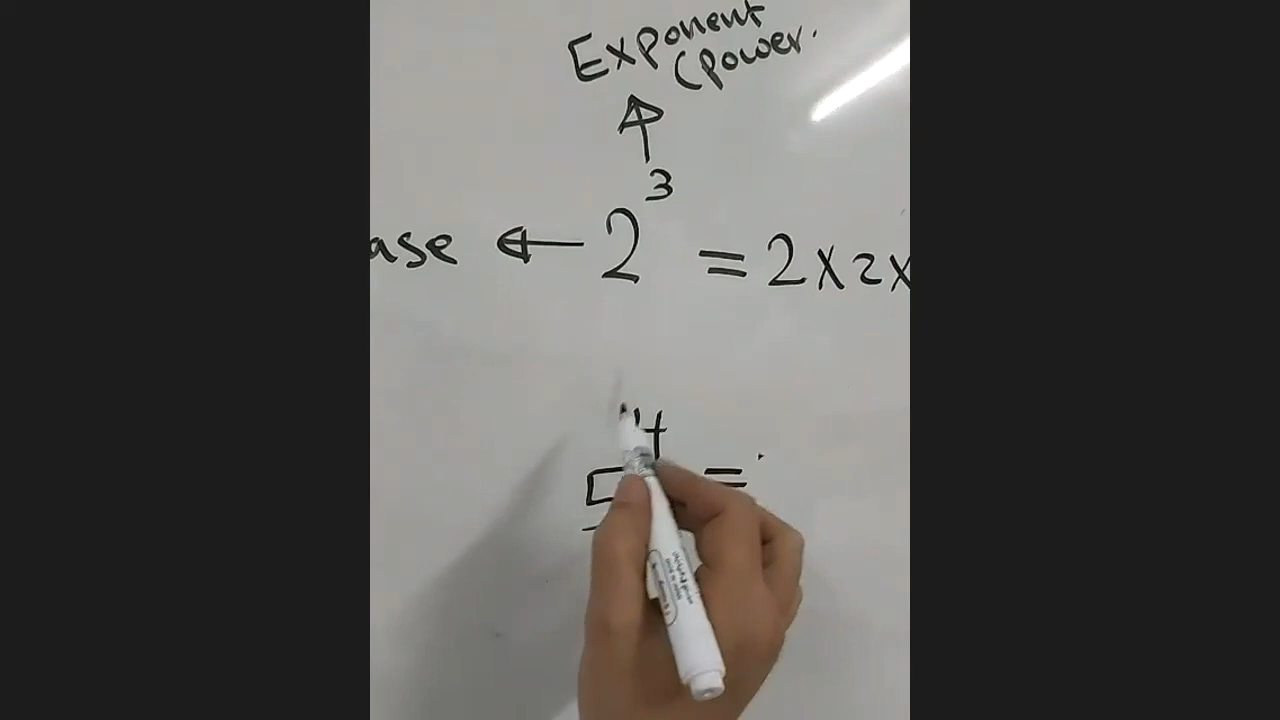 Exponent
(power.
3
ase ← 2 = 2x2x
4
5 =